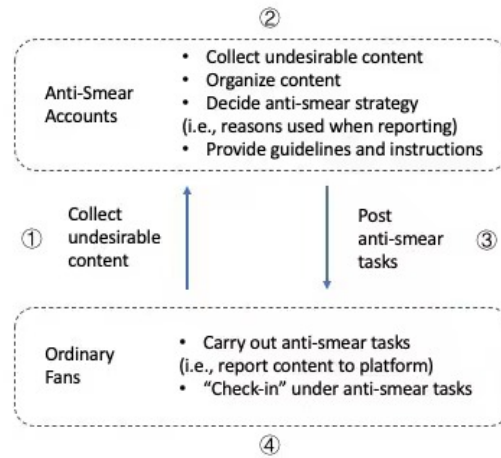 ②
Anti-Smear
Accounts
• Collect undesirable content
• Organize content
• Decide anti-smear strategy
(i.e., reasons used when reporting)
• Provide guidelines and instructions
①
Collect
undesirable
content
Post
anti-smear
tasks
③
Ordinary
Fans
• Carry out anti-smear tasks
(i.e., report content to platform)
• “Check-in” under anti-smear tasks
④